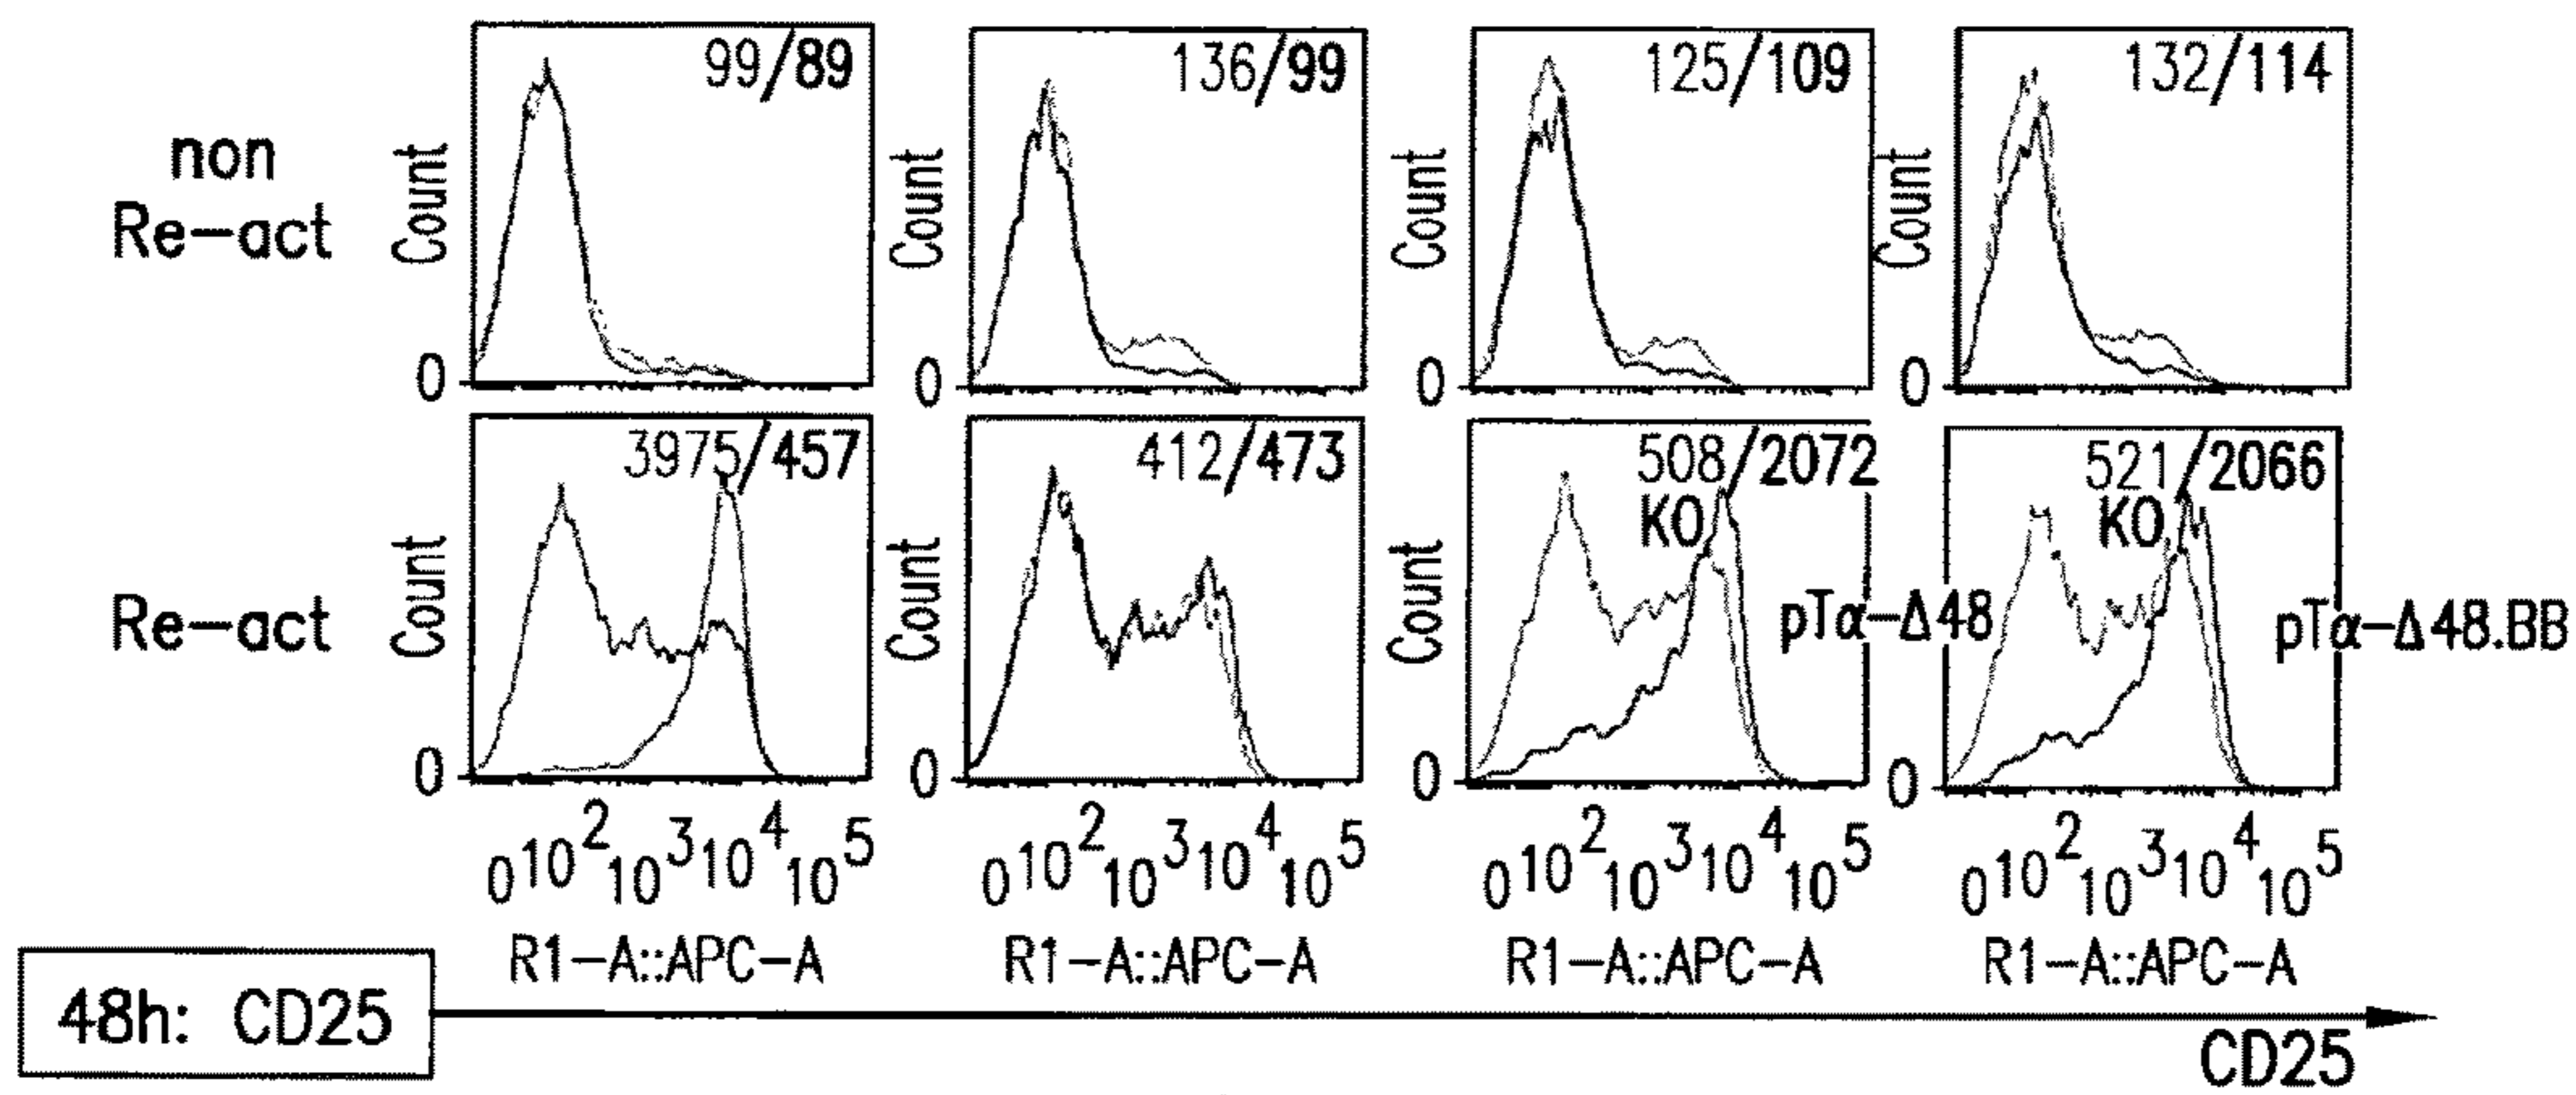 non
Re-act
Count
0
99/89
Count
0
136/99
Count
0
125/109
Count
0
132/114
Re-act
Count
0
3975/457
Count
0
412/473
Count
0
508/2072
KO
pTα-Δ48
0
521/2066
KO
pTα-Δ48.BB
0 10² 10³ 10⁴ 10⁵
0 10² 10³ 10⁴ 10⁵
0 10² 10³ 10⁴ 10⁵
0 10² 10³ 10⁴ 10⁵
R1-A::APC-A
R1-A::APC-A
R1-A::APC-A
R1-A::APC-A
48h: CD25
CD25